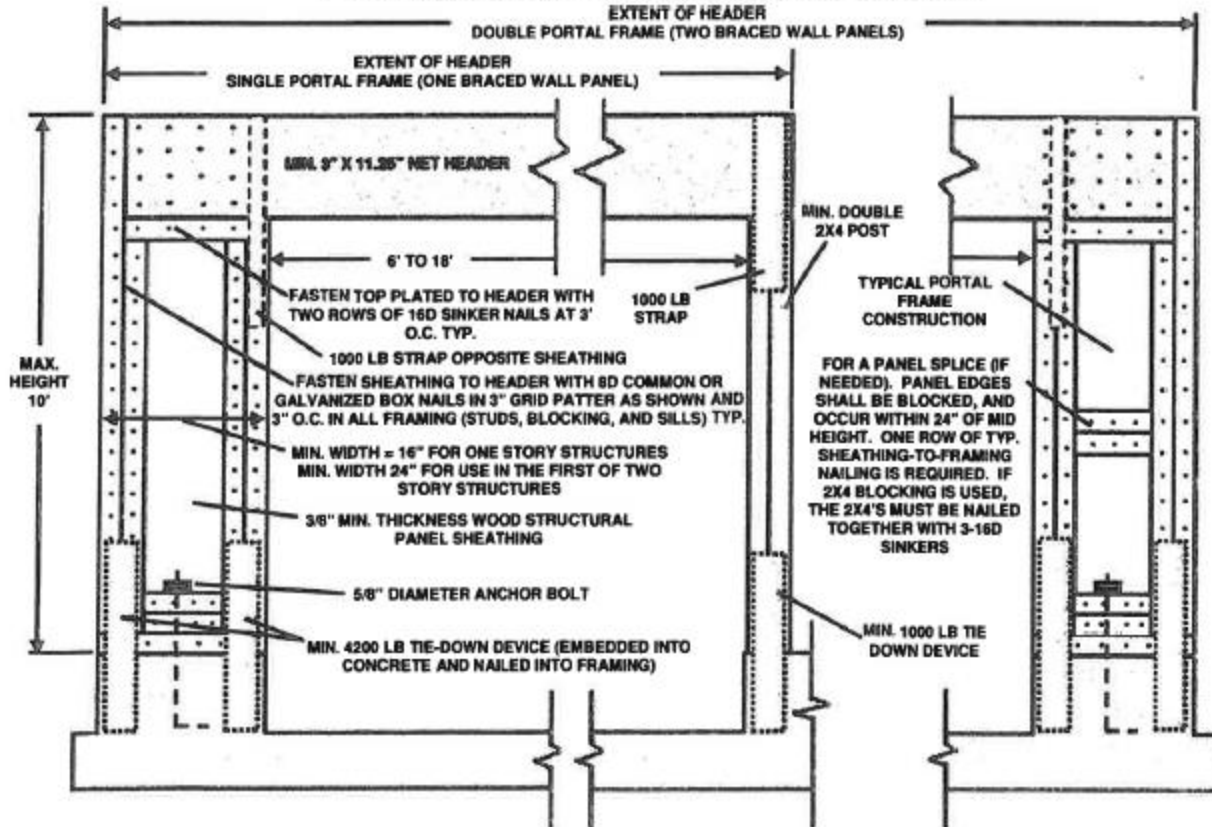 EXTENT OF HEADER
DOUBLE PORTAL FRAME (TWO BRACED WALL PANELS)
EXTENT OF HEADER
SINGLE PORTAL FRAME (ONE BRACED WALL PANEL)
MIN. 3" X 11.25" NET HEADER
MAX.
HEIGHT
10'
6' TO 18'
FASTEN TOP PLATED TO HEADER WITH
TWO ROWS OF 16D SINKER NAILS AT 3'
O.C. TYP.
1000 LB STRAP OPPOSITE SHEATHING
FASTEN SHEATHING TO HEADER WITH 8D COMMON OR
GALVANIZED BOX NAILS IN 3" GRID PATTER AS SHOWN AND
3" O.C. IN ALL FRAMING (STUDS, BLOCKING, AND SILLS) TYP.
MIN. WIDTH = 16" FOR ONE STORY STRUCTURES
MIN. WIDTH 24" FOR USE IN THE FIRST OF TWO
STORY STRUCTURES
3/8" MIN. THICKNESS WOOD STRUCTURAL
PANEL SHEATHING
5/8" DIAMETER ANCHOR BOLT
MIN. 4200 LB TIE-DOWN DEVICE (EMBEDDED INTO
CONCRETE AND NAILED INTO FRAMING)
1000 LB
STRAP
MIN. DOUBLE
2X4 POST
MIN. 1000 LB TIE
DOWN DEVICE
TYPICAL PORTAL
FRAME
CONSTRUCTION
FOR A PANEL SPLICE (IF
NEEDED). PANEL EDGES
SHALL BE BLOCKED, AND
OCCUR WITHIN 24" OF MID
HEIGHT. ONE ROW OF TYP.
SHEATHING-TO-FRAMING
NAILING IS REQUIRED. IF
2X4 BLOCKING IS USED,
THE 2X4'S MUST BE NAILED
TOGETHER WITH 3-16D
SINKERS